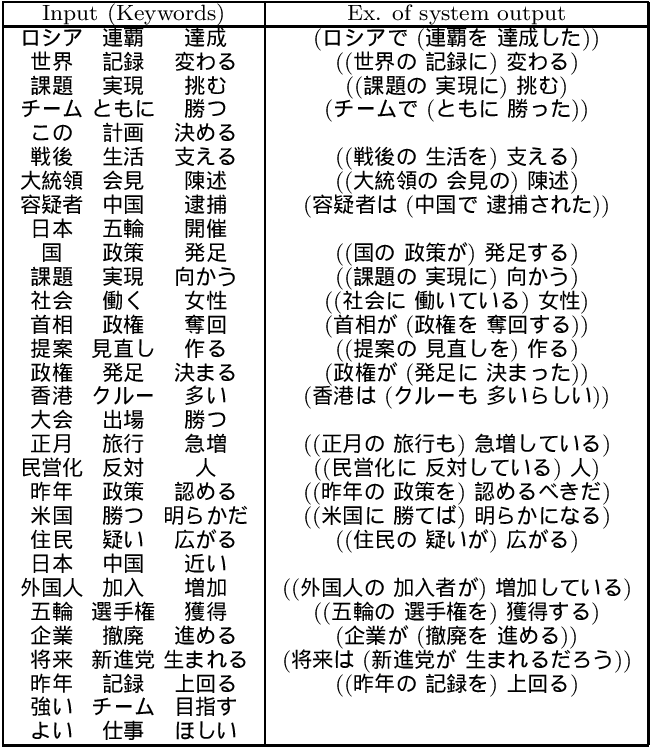 Input (Keywords) Ex. of system output
ロシア 連覇 達成 (ロシアで (連覇を 達成した))
世界 記録 変わる ((世界の 記録に) 変わる)
課題 実現 挑む ((課題の 実現に) 挑む)
チーム ともに 勝つ (チームで (ともに 勝った))
この 計画 決める
戦後 生活 支える ((戦後の 生活を) 支える)
大統領 会見 陳述 ((大統領の 会見の) 陳述)
容疑者 中国 逮捕 (容疑者は (中国で 逮捕された))
日本 五輪 開催
国 政策 発足 ((国の 政策が) 発足する)
課題 実現 向かう ((課題の 実現に) 向かう)
社会 働く 女性 ((社会に 働いている) 女性)
首相 政権 奪回 (首相が (政権を 奪回する))
提案 見直し 作る ((提案の 見直しを) 作る)
政権 発足 決まる (政権が (発足に 決まった))
香港 クルー 多い (香港は (クルーも 多いらしい))
大会 出場 勝つ
正月 旅行 急増 ((正月の 旅行も) 急増している)
民営化 反対 人 ((民営化に 反対している) 人)
昨年 政策 認める ((昨年の 政策を) 認めるべきだ)
米国 勝つ 明らかだ ((米国に 勝てば) 明らかになる)
住民 疑い 広がる ((住民の 疑いが) 広がる)
日本 中国 近い
外国人 加入 増加 ((外国人の 加入者が) 増加している)
五輪 選手権 獲得 ((五輪の 選手権を) 獲得する)
企業 撤廃 進める (企業が (撤廃を 進める))
将来 新進党 生まれる (将来は (新進党が 生まれるだろう))
昨年 記録 上回る ((昨年の 記録を) 上回る)
強い チーム 目指す
よい 仕事 ほしい